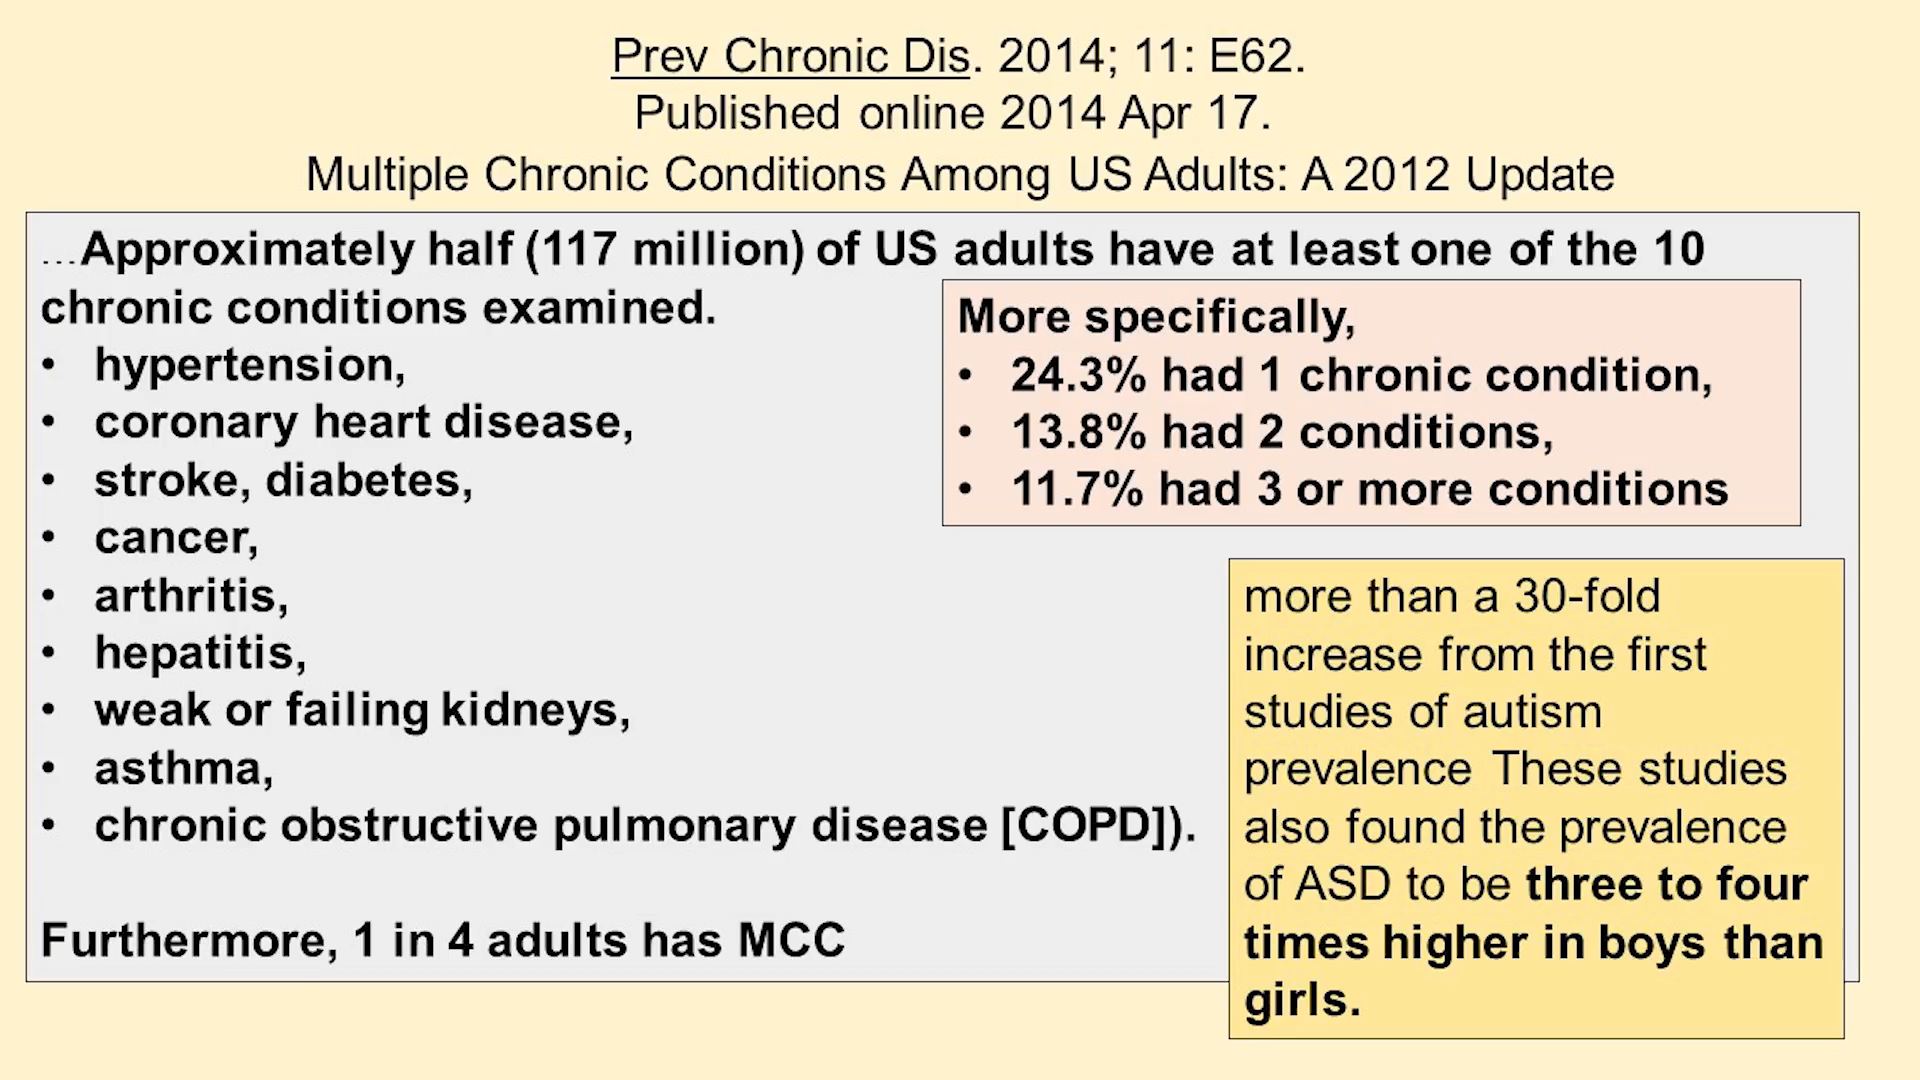 Prev Chronic Dis. 2014; 11: E62.
Published online 2014 Apr 17.
Multiple Chronic Conditions Among US Adults: A 2012 Update
…Approximately half (117 million) of US adults have at least one of the 10
chronic conditions examined.
• hypertension,
• coronary heart disease,
• stroke, diabetes,
• cancer,
• arthritis,
• hepatitis,
• weak or failing kidneys,
• asthma,
• chronic obstructive pulmonary disease [COPD]).
Furthermore, 1 in 4 adults has MCC
More specifically,
• 24.3% had 1 chronic condition,
• 13.8% had 2 conditions,
• 11.7% had 3 or more conditions
more than a 30-fold
increase from the first
studies of autism
prevalence These studies
also found the prevalence
of ASD to be three to four
times higher in boys than
girls.